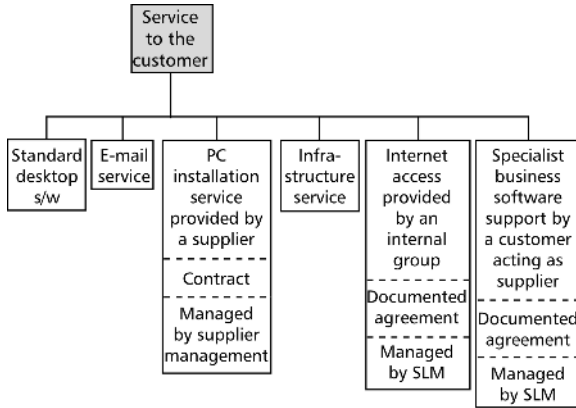 Service
to the
customer
Standard
desktop
s/w
E-mail
service
PC
installation
service
provided by
a supplier
Contract
Managed
by supplier
management
Infra-
structure
service
Internet
access
provided
by an
internal
group
Documented
agreement
Managed
by SLM
Specialist
business
software
support by
a customer
acting as
supplier
Documented
agreement
Managed
by SLM